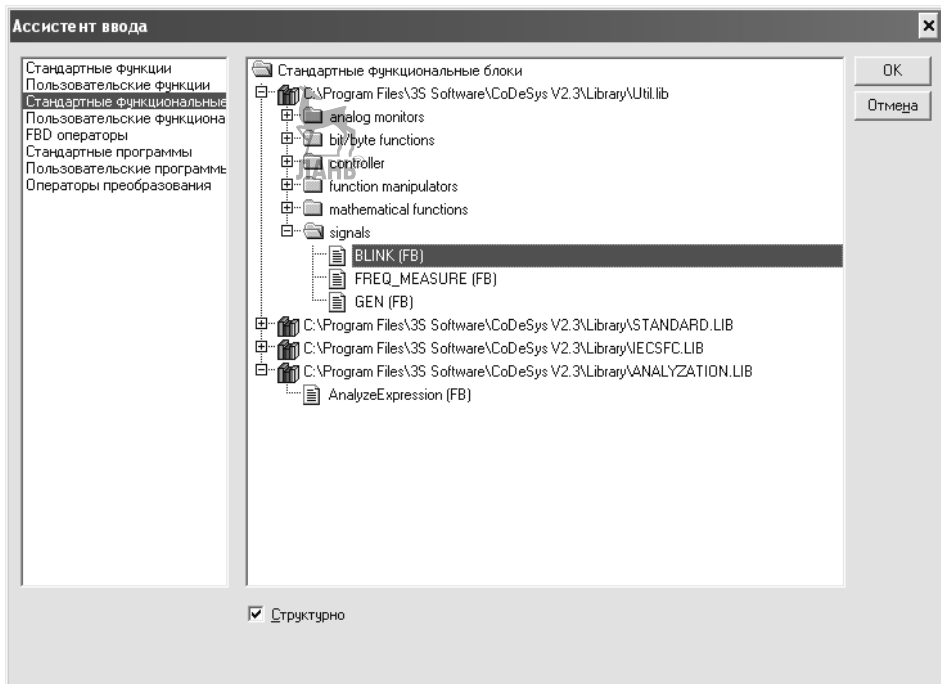 Ассистент ввода
Стандартные функции
Пользовательские функции
Стандартные функциональные
Пользовательские функциона
FBD операторы
Стандартные программы
Пользовательские программы
Операторы преобразования
Стандартные функциональные блоки
C:\Program Files\3S Software\CoDeSys V2.3\Library\Util.lib
analog monitors
bit/byte functions
controller
function manipulators
mathematical functions
signals
BLINK (FB)
FREQ_MEASURE (FB)
GEN (FB)
C:\Program Files\3S Software\CoDeSys V2.3\Library\STANDARD.LIB
C:\Program Files\3S Software\CoDeSys V2.3\Library\IECSFC.LIB
C:\Program Files\3S Software\CoDeSys V2.3\Library\ANALYZATION.LIB
AnalyzeExpression (FB)
OK
Отмена
Структурно
ЛАНЬ®